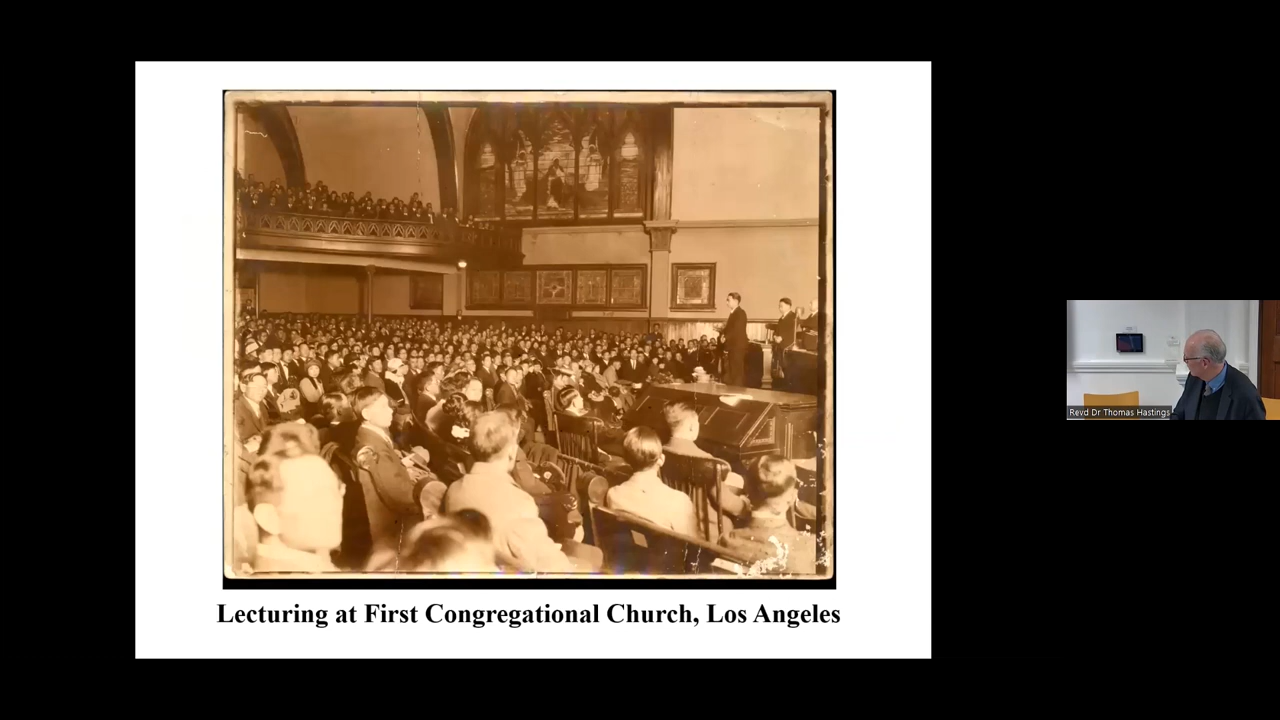 Lecturing at First Congregational Church, Los Angeles
Revd Dr Thomas Hastings